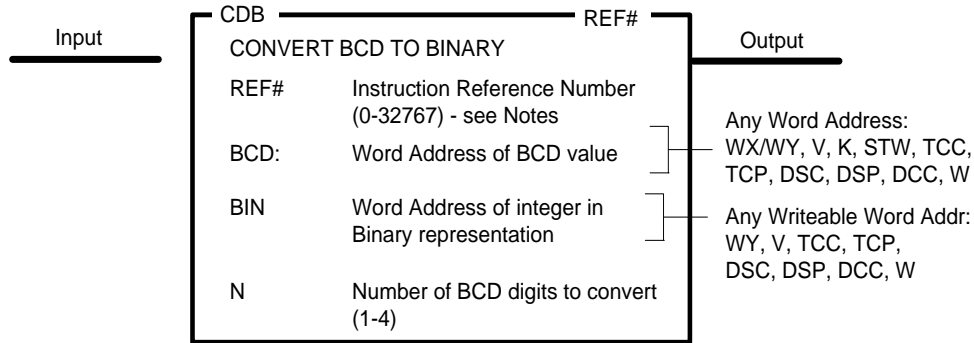 CDB REF#
Input
CONVERT BCD TO BINARY
Output
REF# Instruction Reference Number
(0-32767) - see Notes
BCD: Word Address of BCD value
Any Word Address:
WX/WY, V, K, STW, TCC,
TCP, DSC, DSP, DCC, W
BIN Word Address of integer in
Binary representation
Any Writeable Word Addr:
WY, V, TCC, TCP,
DSC, DSP, DCC, W
N Number of BCD digits to convert
(1-4)